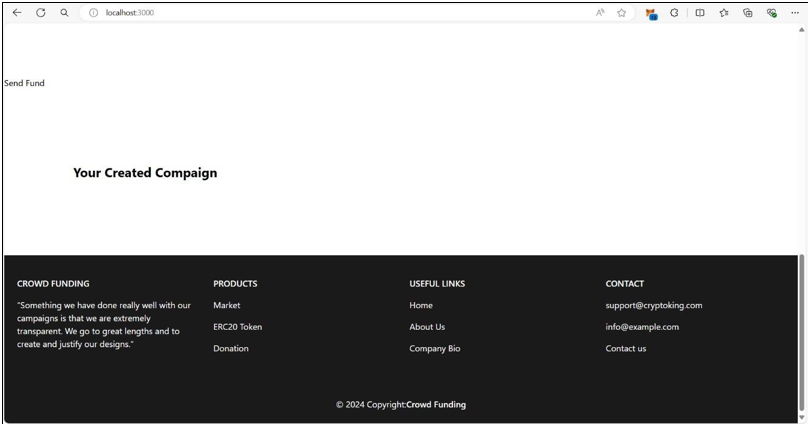 localhost:3000
Send Fund
Your Created Compaign
CROWD FUNDING
"Something we have done really well with our
campaigns is that we are extremely
transparent. We go to great lengths and to
create and justify our designs."
PRODUCTS
Market
ERC20 Token
Donation
USEFUL LINKS
Home
About Us
Company Bio
CONTACT
support@cryptoking.com
info@example.com
Contact us
© 2024 Copyright:Crowd Funding